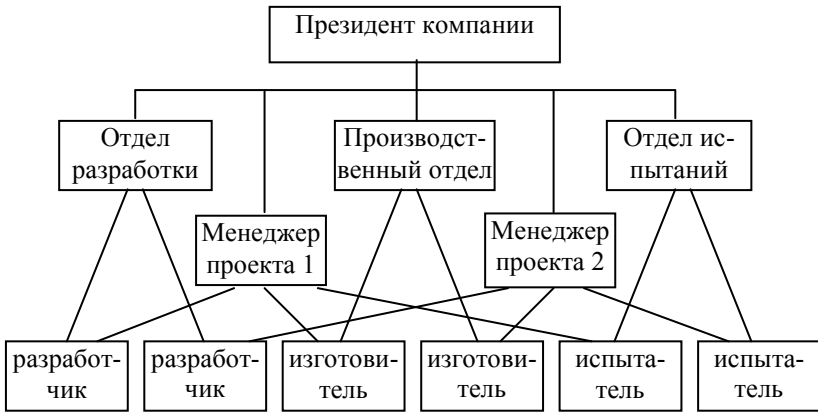 Президент компании
Отдел
разработки
Производст-
венный отдел
Отдел ис-
пытаний
Менеджер
проекта 1
Менеджер
проекта 2
разработ-
чик
разработ-
чик
изготови-
тель
изготови-
тель
испыта-
тель
испыта-
тель